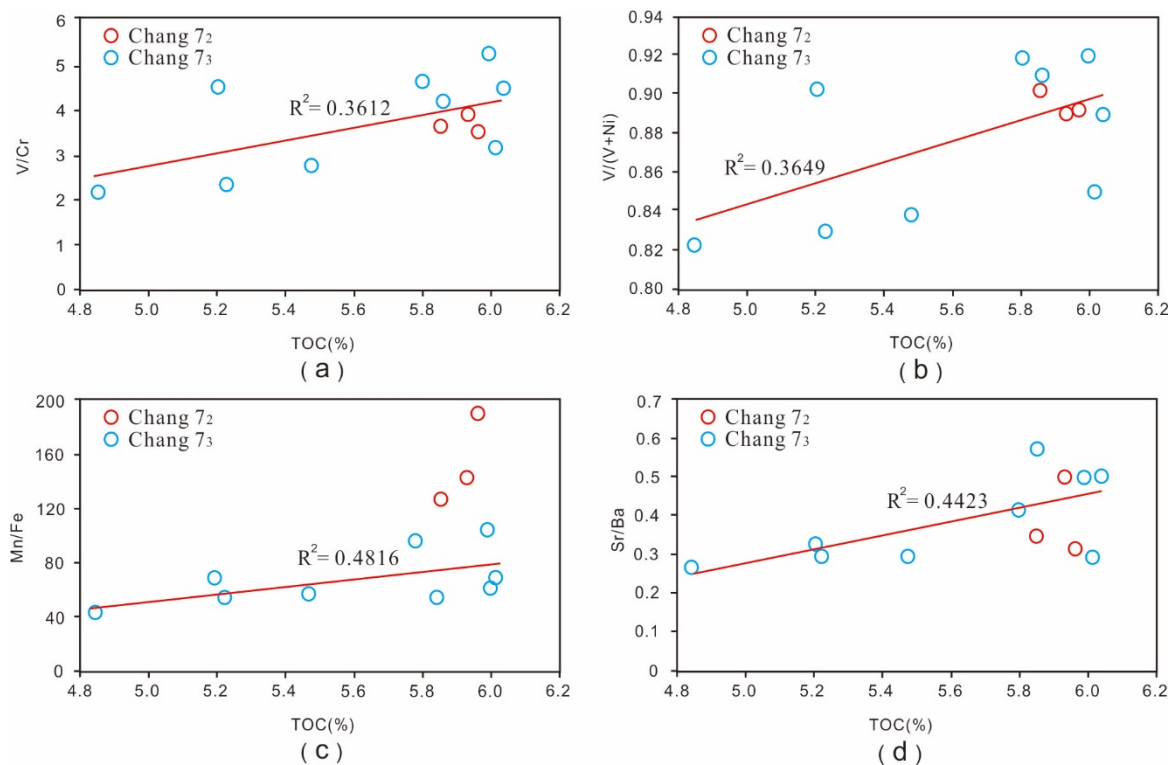 6
5
4
3
2
1
0
V/Cr
Chang 7₂
Chang 7₃
R²= 0.3612
4.8 5.0 5.2 5.4 5.6 5.8 6.0 6.2
TOC(%)
( a )
0.94
0.92
0.90
0.88
0.86
0.84
0.82
0.80
V/(V+Ni)
Chang 7₂
Chang 7₃
R²= 0.3649
4.8 5.0 5.2 5.4 5.6 5.8 6.0 6.2
TOC(%)
( b )
200
160
120
80
40
0
Mn/Fe
Chang 7₂
Chang 7₃
R²= 0.4816
4.8 5.0 5.2 5.4 5.6 5.8 6.0 6.2
TOC(%)
( c )
0.7
0.6
0.5
0.4
0.3
0.2
0.1
0
Sr/Ba
Chang 7₂
Chang 7₃
R²= 0.4423
4.8 5.0 5.2 5.4 5.6 5.8 6.0 6.2
TOC(%)
( d )